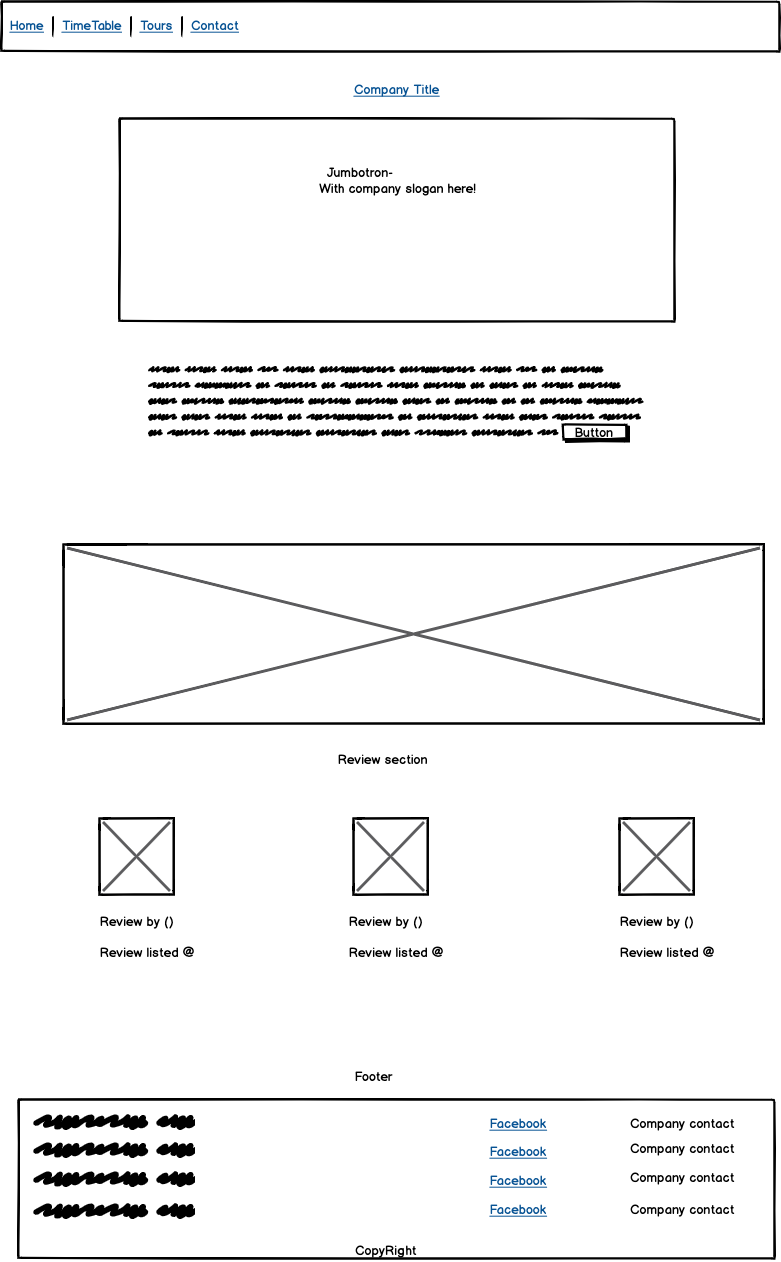 Home TimeTable Tours Contact
Company Title
Jumbotron-
With company slogan here!
Button
Review section
Review by () Review by () Review by ()
Review listed @ Review listed @ Review listed @
Footer
Facebook Company contact
Facebook Company contact
Facebook Company contact
Facebook Company contact
CopyRight